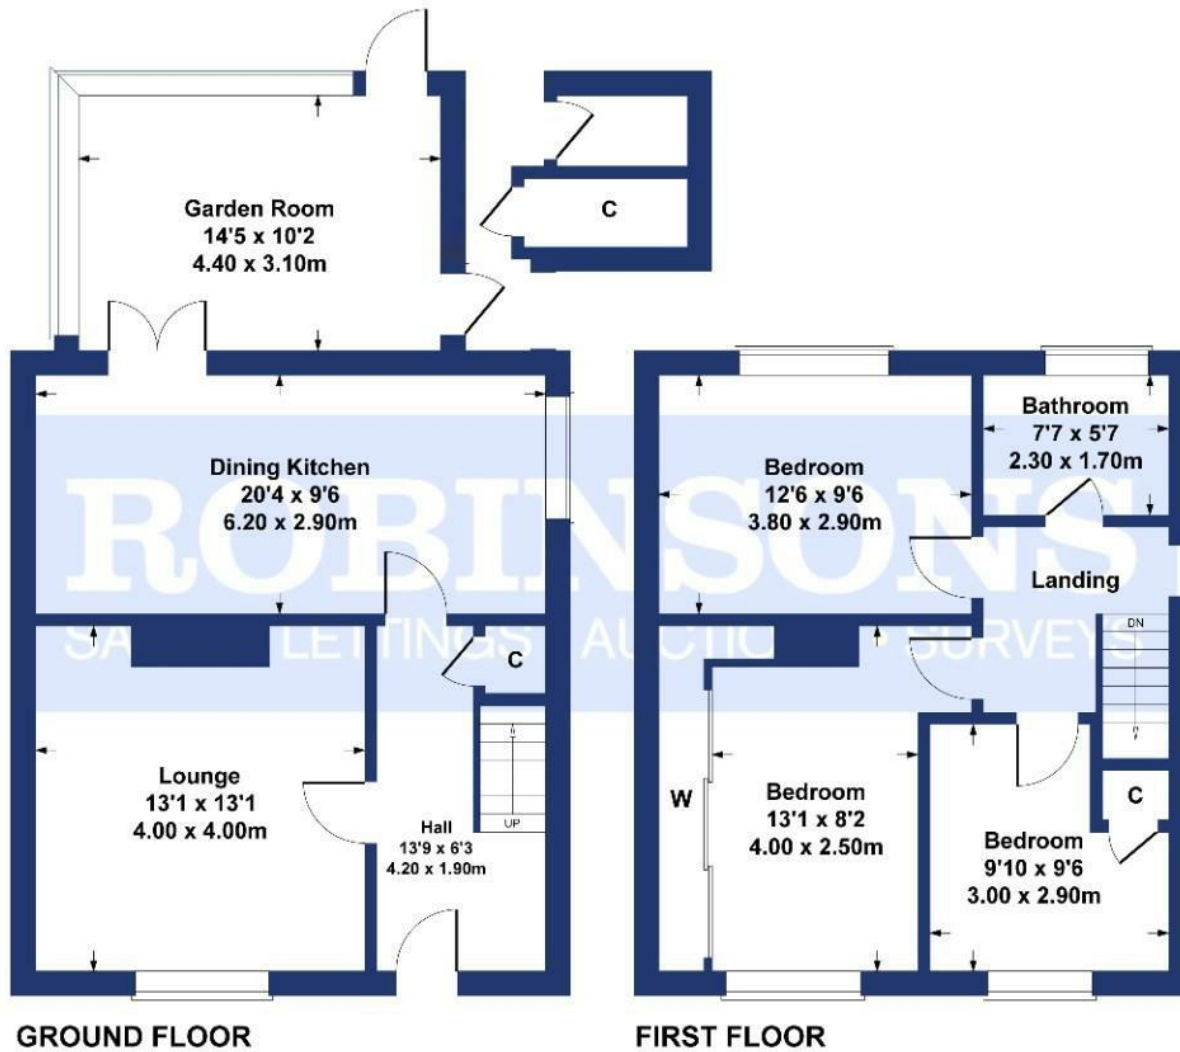 Garden Room
14'5 x 10'2
4.40 x 3.10m
C
Dining Kitchen
20'4 x 9'6
6.20 x 2.90m
C
Lounge
13'1 x 13'1
4.00 x 4.00m
Hall
13'9 x 6'3
4.20 x 1.90m
UP
GROUND FLOOR
Bedroom
12'6 x 9'6
3.80 x 2.90m
Bathroom
7'7 x 5'7
2.30 x 1.70m
Landing
DN
W
Bedroom
13'1 x 8'2
4.00 x 2.50m
C
Bedroom
9'10 x 9'6
3.00 x 2.90m
FIRST FLOOR
ROBINSONS
LETTINGS SURVEYS